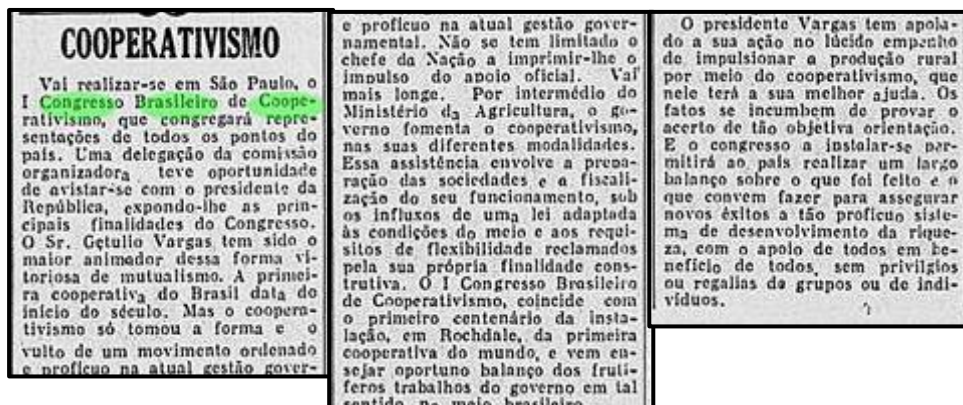 COOPERATIVISMO
Vai realizar-se em São Paulo, o
I Congresso Brasileiro de Coope-
rativismo, que congregará repre-
sentações de todos os pontos do
país. Uma delegação da comissão
organizadora teve oportunidade
de avistar-se com o presidente da
República, expondo-lhe as prin-
cipais finalidades do Congresso.
O Sr. Getulio Vargas tem sido o
maior animador dessa forma vi-
toriosa de mutualismo. A primei-
ra cooperativa do Brasil data do
início do século. Mas o coopera-
tivismo só tomou a forma e o
vulto de um movimento ordenado
e proficuo na atual gestão gover-
e proficuo na atual gestão gover-
namental. Não se tem limitado o
chefe da Nação a imprimir-lhe o
impulso do apoio oficial. Vai
mais longe. Por intermédio do
Ministério da Agricultura, o go-
verno fomenta o cooperativismo,
nas suas diferentes modalidades.
Essa assistência envolve a prepa-
ração das sociedades e a fiscali-
zação do seu funcionamento, sob
os influxos de uma lei adaptada
às condições do meio e aos requi-
sitos de flexibilidade reclamados
pela sua própria finalidade cons-
trutiva. O I Congresso Brasileiro
de Cooperativismo, coincide com
o primeiro centenário da insta-
lação, em Rochdale, da primeira
cooperativa do mundo, e vem en-
sejar oportuno balanço dos frutí-
feros trabalhos do governo em tal
sentido no meio brasileiro
O presidente Vargas tem apoia-
do a sua ação no lúcido empenho
de impulsionar a produção rural
por meio do cooperativismo, que
nele terá a sua melhor ajuda. Os
fatos se incumbem de provar o
acerto de tão objetiva orientação.
E o congresso a instalar-se per-
mitirá ao país realizar um largo
balanço sobre o que foi feito e o
que convem fazer para assegurar
novos êxitos a tão proficuo siste-
ma de desenvolvimento da rique-
za, com o apoio de todos em be-
nefício de todos, sem privilgios
ou regalias de grupos ou de indi-
víduos.